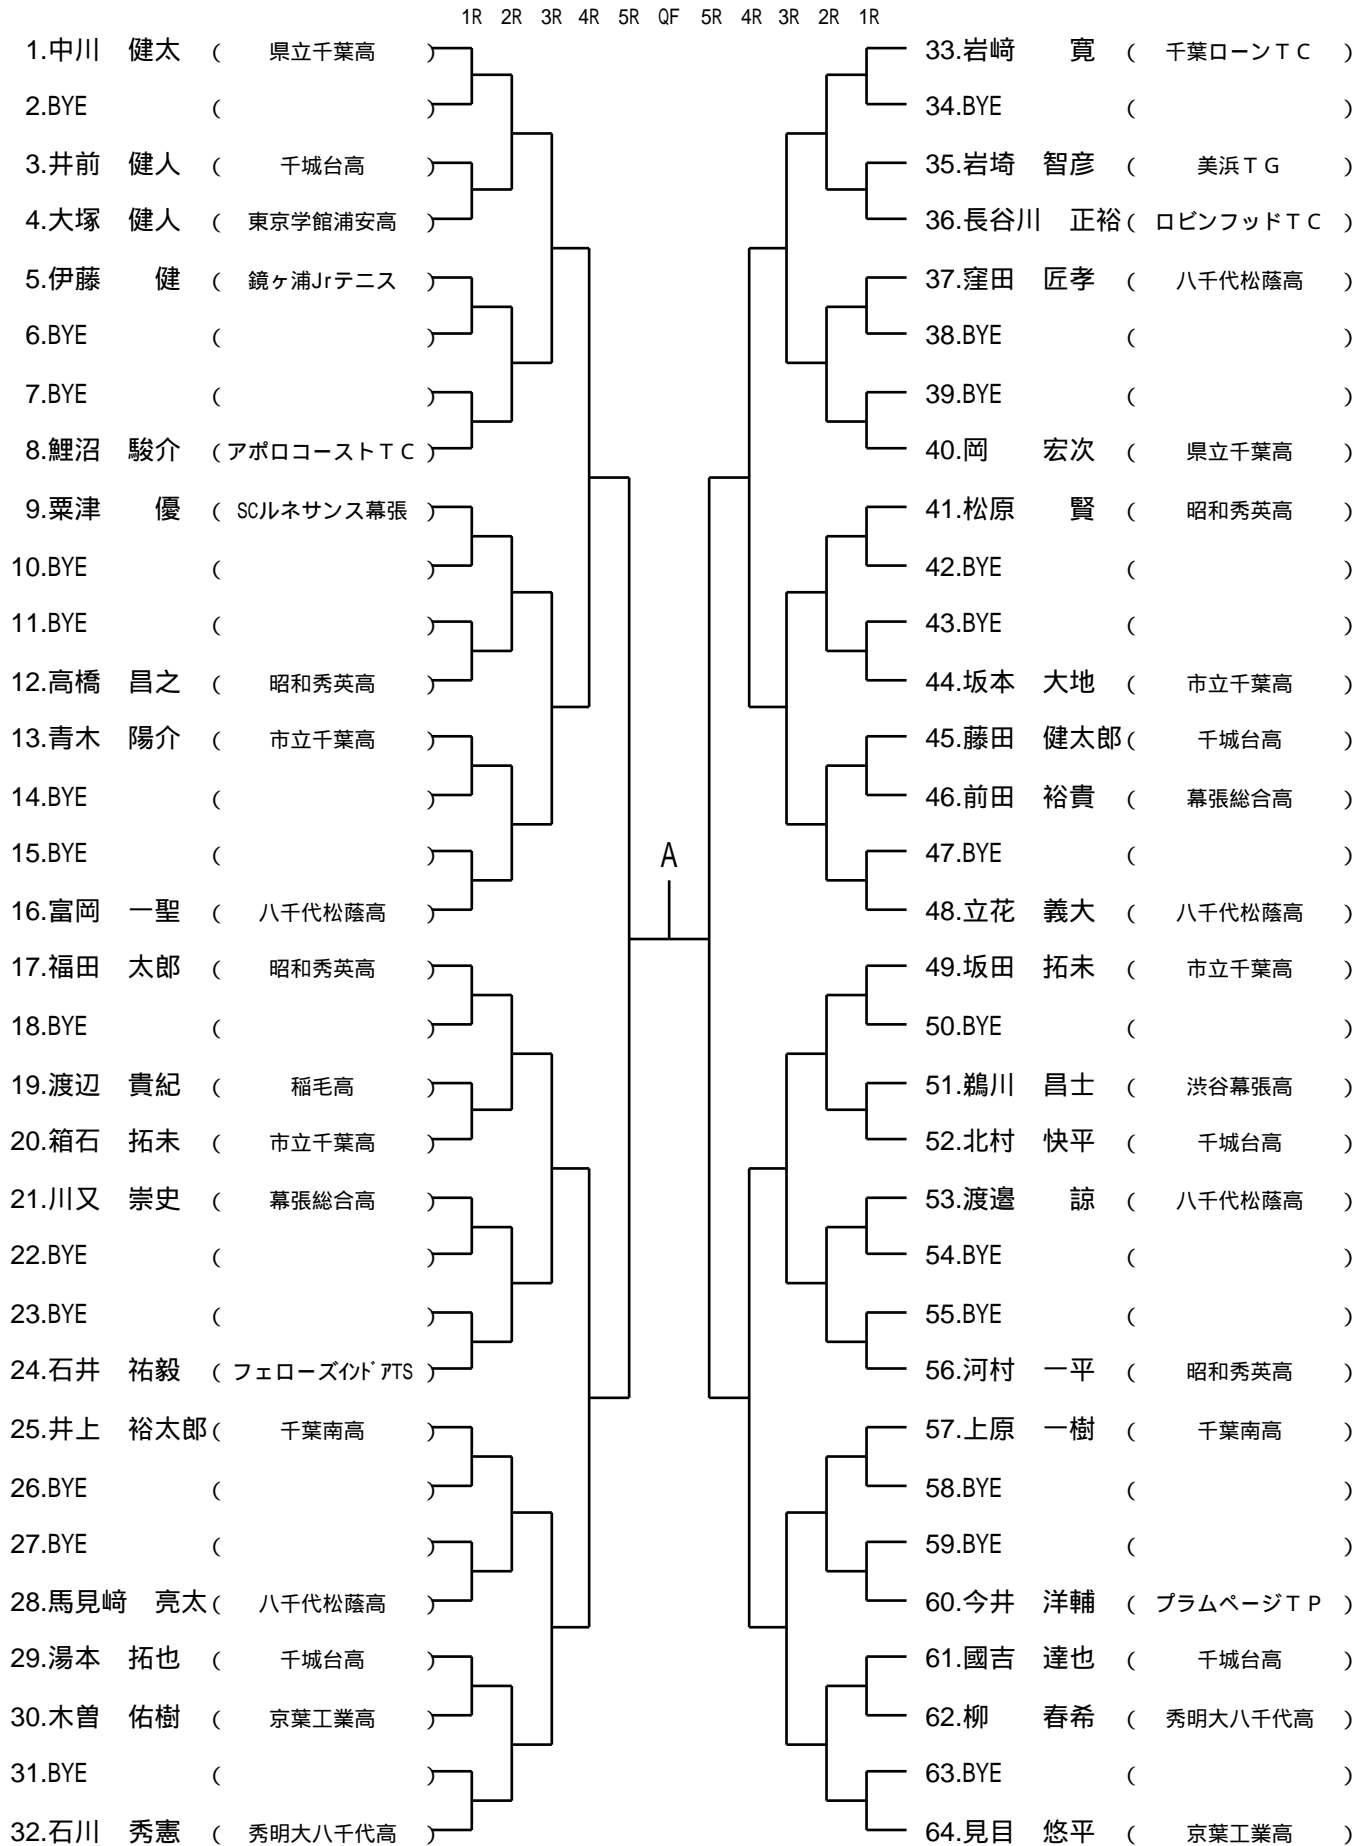 1R 2R 3R 4R 5R QF 5R 4R 3R 2R 1R
1.中川 健太 ( 県立千葉高 )
2.BYE ( )
3.井前 健人 ( 千城台高 )
4.大塚 健人 ( 東京学館浦安高 )
5.伊藤 健 ( 鏡ヶ浦Jrテニス )
6.BYE ( )
7.BYE ( )
8.鯉沼 駿介 ( アポロコーストTC )
9.粟津 優 ( SCルネサンス幕張 )
10.BYE ( )
11.BYE ( )
12.高橋 昌之 ( 昭和秀英高 )
13.青木 陽介 ( 市立千葉高 )
14.BYE ( )
15.BYE ( )
16.富岡 一聖 ( 八千代松蔭高 )
17.福田 太郎 ( 昭和秀英高 )
18.BYE ( )
19.渡辺 貴紀 ( 稲毛高 )
20.箱石 拓未 ( 市立千葉高 )
21.川又 崇史 ( 幕張総合高 )
22.BYE ( )
23.BYE ( )
24.石井 祐毅 ( フェローズインドアTS )
25.井上 裕太郎 ( 千葉南高 )
26.BYE ( )
27.BYE ( )
28.馬見﨑 亮太 ( 八千代松蔭高 )
29.湯本 拓也 ( 千城台高 )
30.木曽 佑樹 ( 京葉工業高 )
31.BYE ( )
32.石川 秀憲 ( 秀明大八千代高 )
A
33.岩﨑 寛 ( 千葉ローンTC )
34.BYE ( )
35.岩埼 智彦 ( 美浜TG )
36.長谷川 正裕 ( ロビンフッドTC )
37.窪田 匠孝 ( 八千代松蔭高 )
38.BYE ( )
39.BYE ( )
40.岡 宏次 ( 県立千葉高 )
41.松原 賢 ( 昭和秀英高 )
42.BYE ( )
43.BYE ( )
44.坂本 大地 ( 市立千葉高 )
45.藤田 健太郎 ( 千城台高 )
46.前田 裕貴 ( 幕張総合高 )
47.BYE ( )
48.立花 義大 ( 八千代松蔭高 )
49.坂田 拓未 ( 市立千葉高 )
50.BYE ( )
51.鵜川 昌士 ( 渋谷幕張高 )
52.北村 快平 ( 千城台高 )
53.渡邉 諒 ( 八千代松蔭高 )
54.BYE ( )
55.BYE ( )
56.河村 一平 ( 昭和秀英高 )
57.上原 一樹 ( 千葉南高 )
58.BYE ( )
59.BYE ( )
60.今井 洋輔 ( プラムページTP )
61.國吉 達也 ( 千城台高 )
62.柳 春希 ( 秀明大八千代高 )
63.BYE ( )
64.見目 悠平 ( 京葉工業高 )